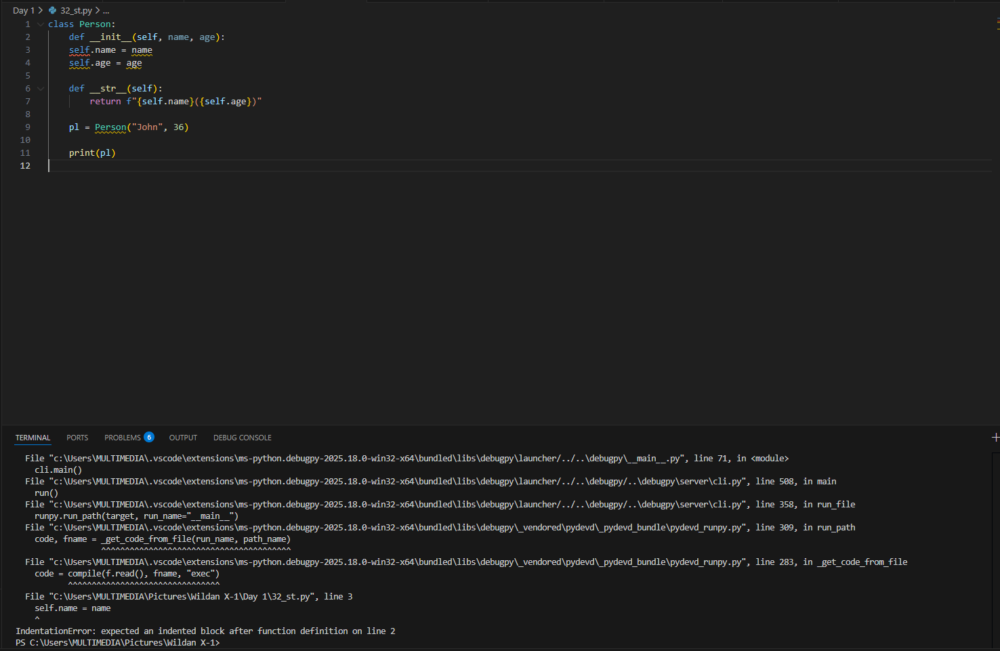 Day 1 > 32_st.py > ...
1 class Person:
2     def __init__(self, name, age):
3     self.name = name
4     self.age = age
5
6     def __str__(self):
7         return f"{self.name}({self.age})"
8
9     pl = Person("John", 36)
10
11     print(pl)
12
TERMINAL PORTS PROBLEMS 6 OUTPUT DEBUG CONSOLE
  File "c:\Users\MULTIMEDIA\.vscode\extensions\ms-python.debugpy-2025.18.0-win32-x64\bundled\libs\debugpy\launcher/../..\debugpy\__main__.py", line 71, in <module>
    cli.main()
  File "c:\Users\MULTIMEDIA\.vscode\extensions\ms-python.debugpy-2025.18.0-win32-x64\bundled\libs\debugpy\launcher/../..\debugpy/..\debugpy\server\cli.py", line 508, in main
    run()
  File "c:\Users\MULTIMEDIA\.vscode\extensions\ms-python.debugpy-2025.18.0-win32-x64\bundled\libs\debugpy\launcher/../..\debugpy/..\debugpy\server\cli.py", line 358, in run_file
    runpy.run_path(target, run_name="__main__")
  File "c:\Users\MULTIMEDIA\.vscode\extensions\ms-python.debugpy-2025.18.0-win32-x64\bundled\libs\debugpy\_vendored\pydevd\_pydevd_bundle\pydevd_runpy.py", line 309, in run_path
    code, fname = _get_code_from_file(run_name, path_name)
                  ^^^^^^^^^^^^^^^^^^^^^^^^^^^^^^^^^^^^^^^^
  File "c:\Users\MULTIMEDIA\.vscode\extensions\ms-python.debugpy-2025.18.0-win32-x64\bundled\libs\debugpy\_vendored\pydevd\_pydevd_bundle\pydevd_runpy.py", line 283, in _get_code_from_file
    code = compile(f.read(), fname, "exec")
           ^^^^^^^^^^^^^^^^^^^^^^^^^^^^^^^^
  File "C:\Users\MULTIMEDIA\Pictures\Wildan X-1\Day 1\32_st.py", line 3
    self.name = name
    ^
IndentationError: expected an indented block after function definition on line 2
PS C:\Users\MULTIMEDIA\Pictures\Wildan X-1>